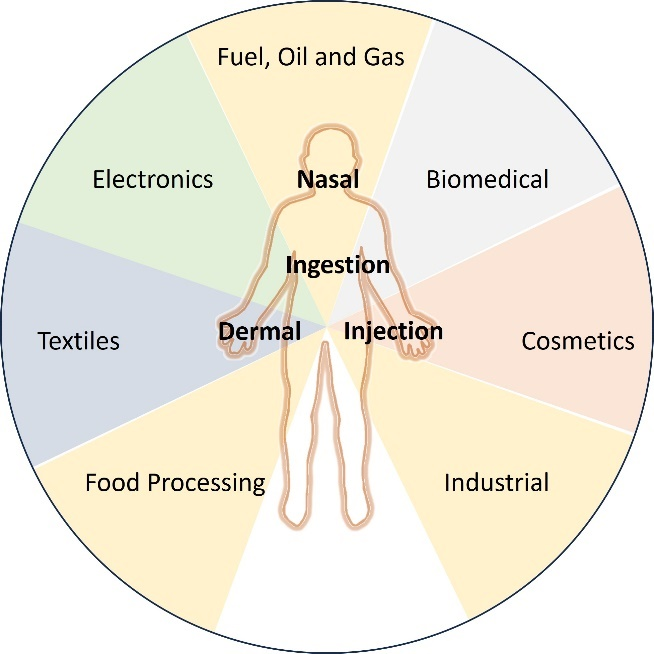 Fuel, Oil and Gas
Electronics
Nasal
Biomedical
Ingestion
Textiles
Dermal
Injection
Cosmetics
Food Processing
Industrial